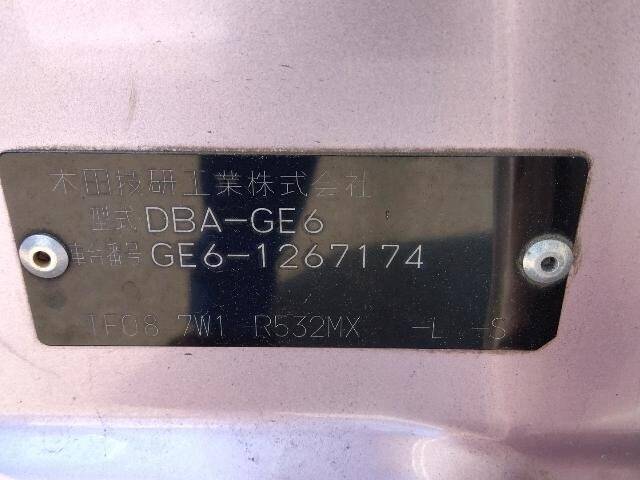 本田技研工業株式会社
型式 DBA-GE6
車台番号 GE6-1267174
TF08 7W1 R532MX -L -S